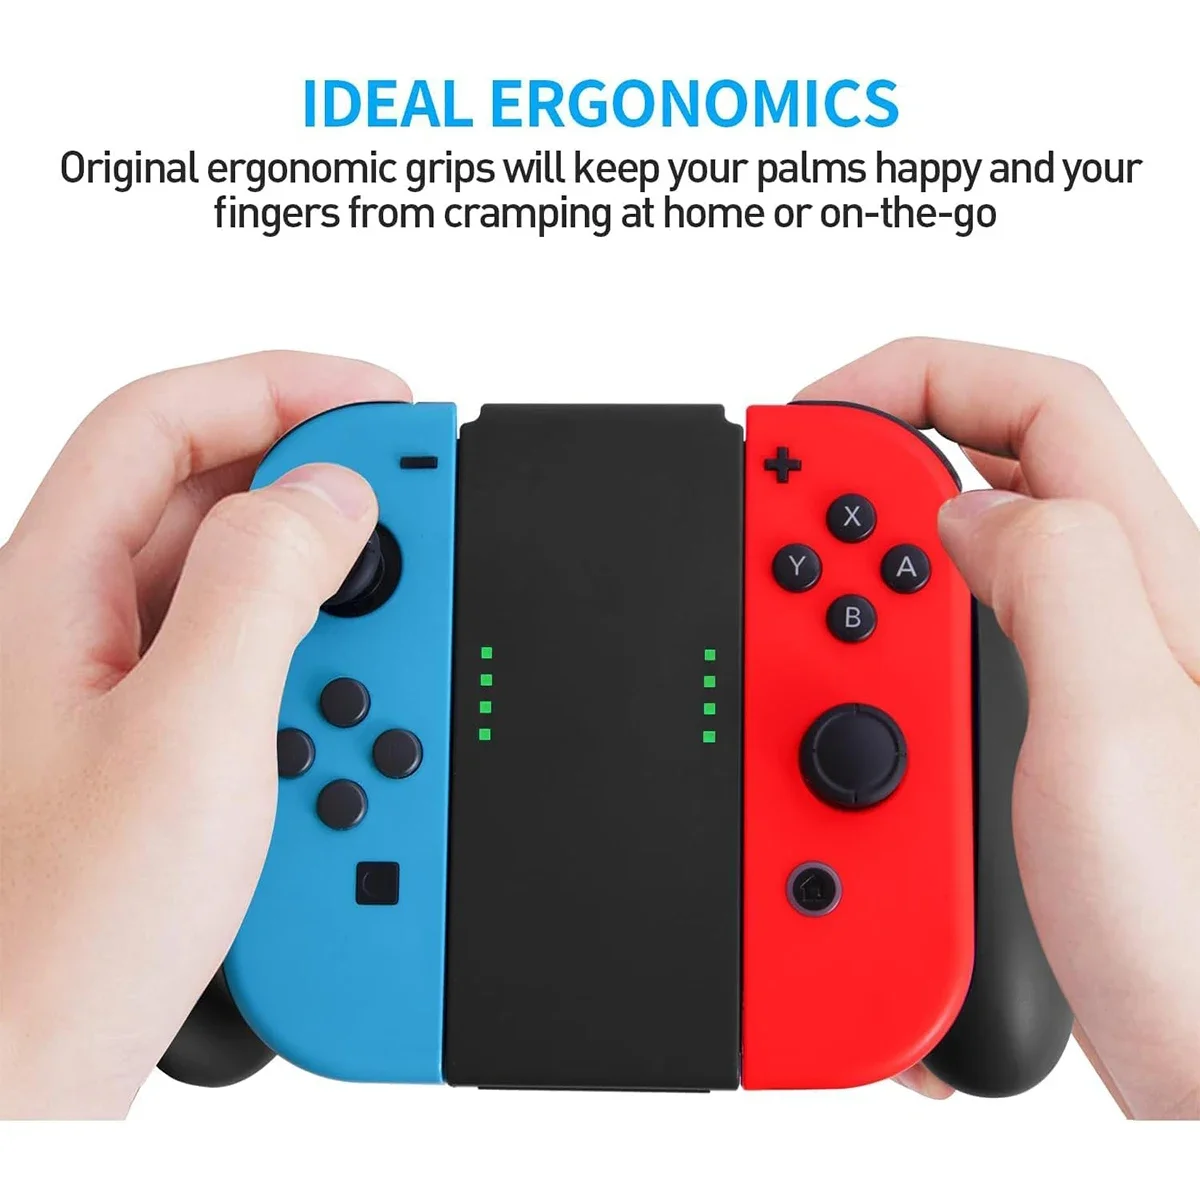 IDEAL ERGONOMICS
Original ergonomic grips will keep your palms happy and your
fingers from cramping at home or on-the-go
X
Y
A
B